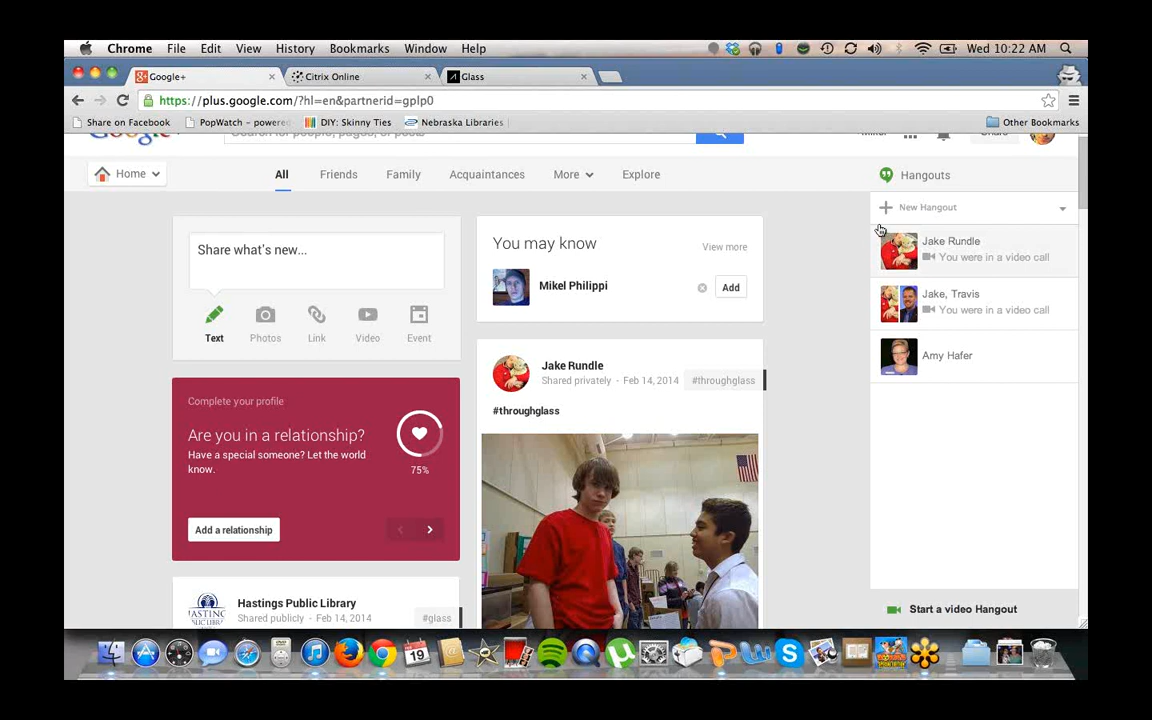 Chrome File Edit View History Bookmarks Window Help Wed 10:22 AM
Google+ Citrix Online Glass
https://plus.google.com/?hl=en&partnerid=gplp0
Share on Facebook PopWatch – powere DIY: Skinny Ties Nebraska Libraries Other Bookmarks
Google
Home All Friends Family Acquaintances More Explore Hangouts
New Hangout
Share what's new...
Text Photos Link Video Event
You may know View more
Mikel Philippi Add
Jake Rundle
You were in a video call
Jake, Travis
You were in a video call
Amy Hafer
Complete your profile
Are you in a relationship?
Have a special someone? Let the world
know.
75%
Add a relationship
Jake Rundle
Shared privately - Feb 14, 2014 #throughglass
#throughglass
Hastings Public Library
Shared publicly - Feb 14, 2014 #glass
HASTINGS
Start a video Hangout
19